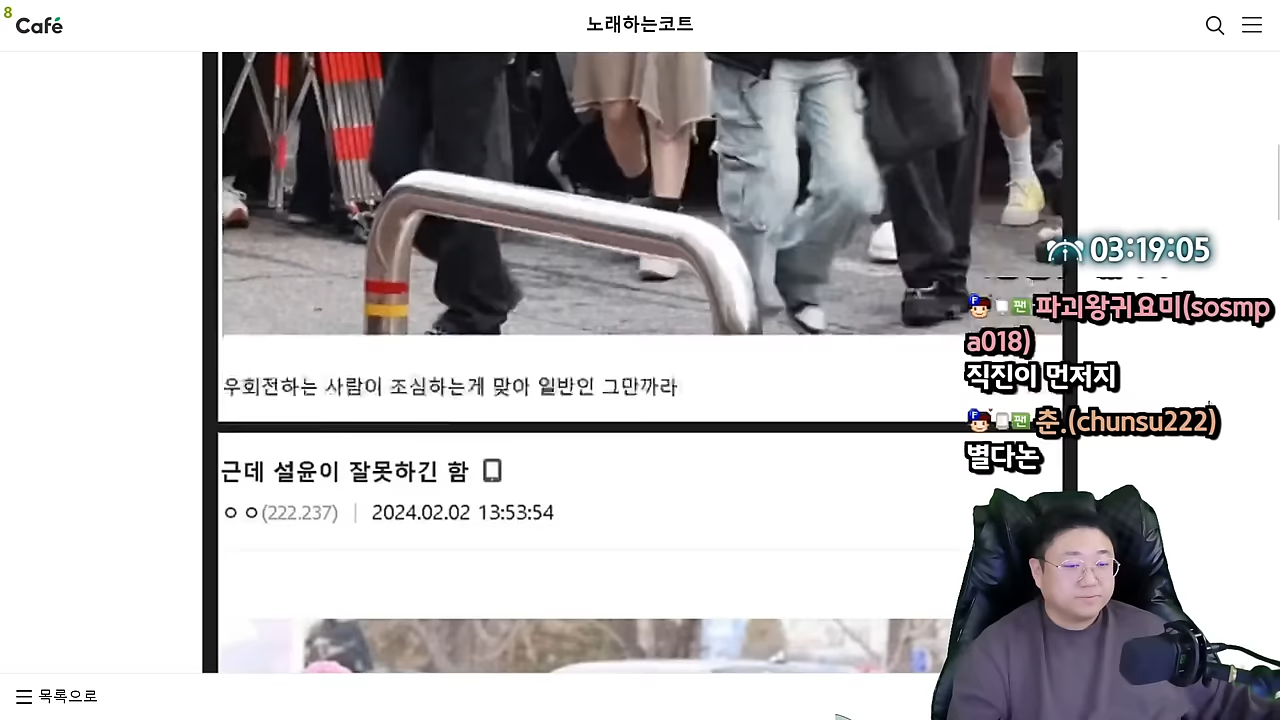 8
Café
노래하는코트
03:19:05
팬 파괴왕귀요미(sosmp
a018)
직진이 먼저지
팬 춘.(chunsu222)
별다논
우회전하는 사람이 조심하는게 맞아 일반인 그만까라
근데 설윤이 잘못하긴 함
ㅇㅇ(222.237) | 2024.02.02 13:53:54
목록으로